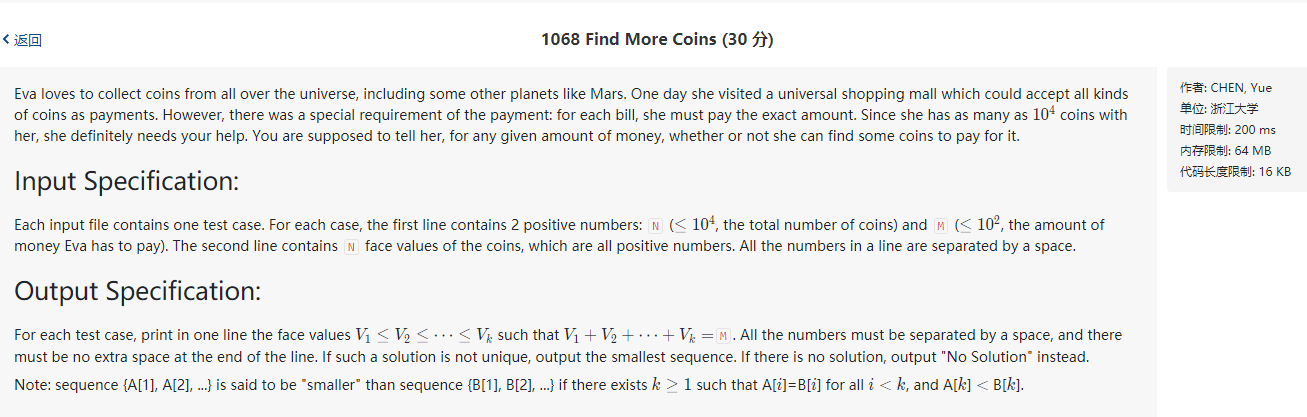 返回
1068 Find More Coins (30 分)
Eva loves to collect coins from all over the universe, including some other planets like Mars. One day she visited a universal shopping mall which could accept all kinds
of coins as payments. However, there was a special requirement of the payment: for each bill, she must pay the exact amount. Since she has as many as 10⁴ coins with
her, she definitely needs your help. You are supposed to tell her, for any given amount of money, whether or not she can find some coins to pay for it.
Input Specification:
Each input file contains one test case. For each case, the first line contains 2 positive numbers: N (≤ 10⁴, the total number of coins) and M (≤ 10², the amount of
money Eva has to pay). The second line contains N face values of the coins, which are all positive numbers. All the numbers in a line are separated by a space.
Output Specification:
For each test case, print in one line the face values V₁ ≤ V₂ ≤ ⋯ ≤ Vₖ such that V₁ + V₂ + ⋯ + Vₖ = M. All the numbers must be separated by a space, and there
must be no extra space at the end of the line. If such a solution is not unique, output the smallest sequence. If there is no solution, output "No Solution" instead.
Note: sequence {A[1], A[2], ...} is said to be "smaller" than sequence {B[1], B[2], ...} if there exists k ≥ 1 such that A[i]=B[i] for all i < k, and A[k] < B[k].
作者: CHEN, Yue
单位: 浙江大学
时间限制: 200 ms
内存限制: 64 MB
代码长度限制: 16 KB